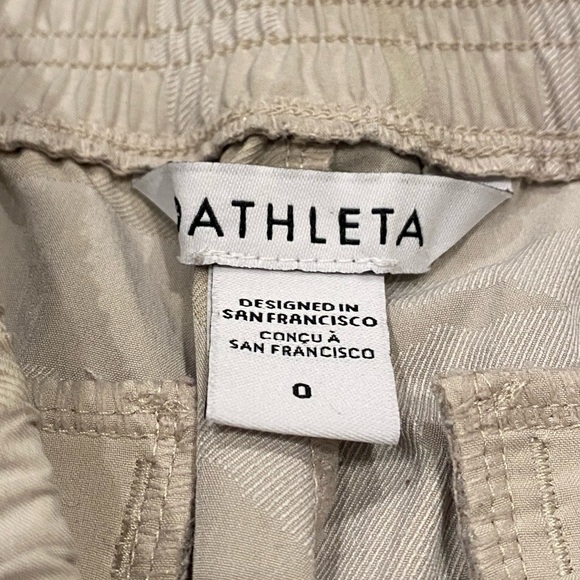 ATHLETA
DESIGNED IN
SAN FRANCISCO
CONÇU À
SAN FRANCISCO
0